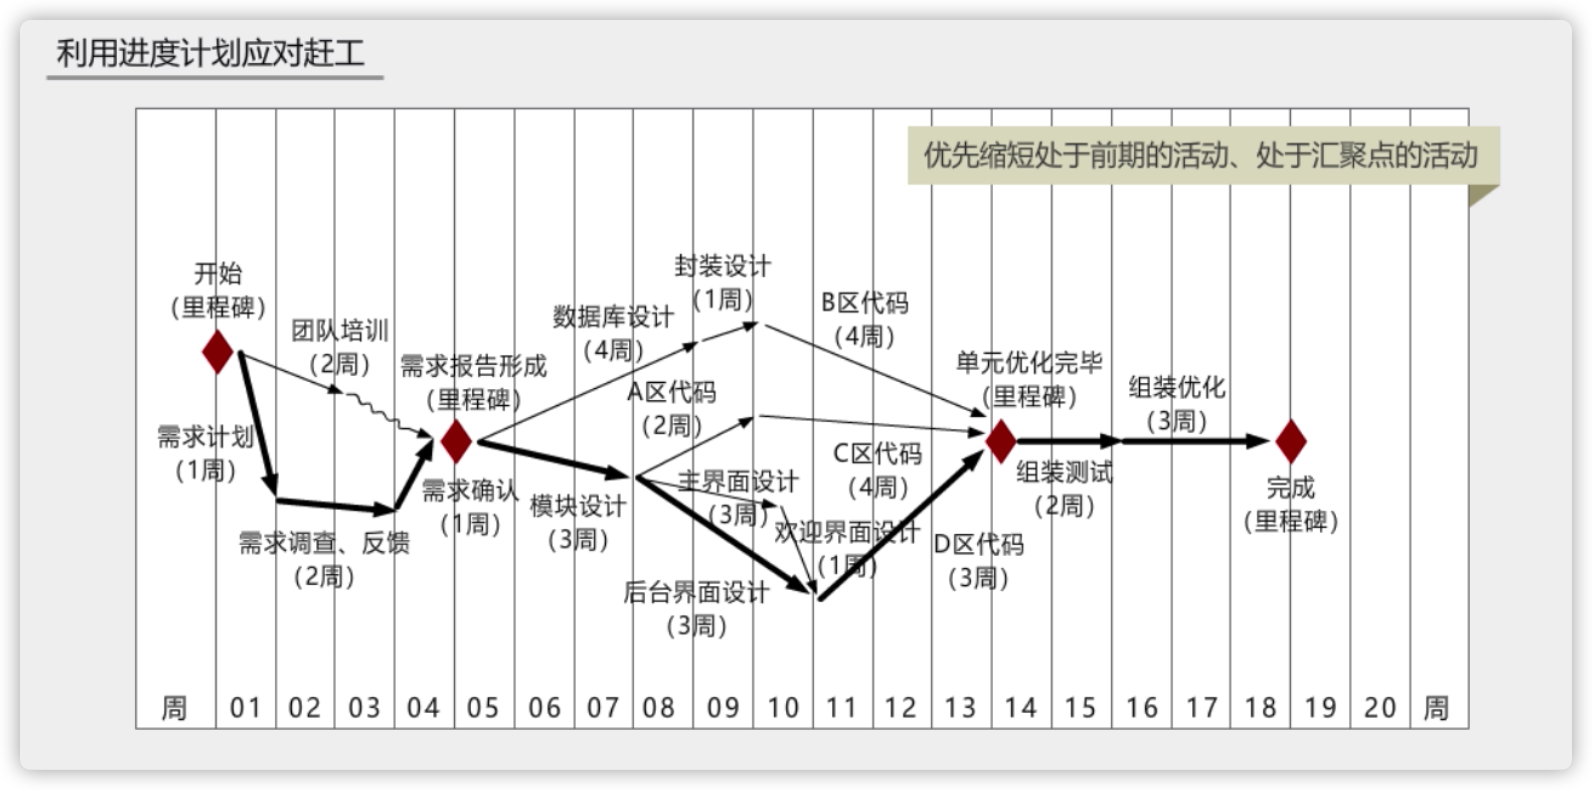 利用进度计划应对赶工
优先缩短处于前期的活动、处于汇聚点的活动
开始
(里程碑)
团队培训
(2周)
需求计划
(1周)
需求调查、反馈
(2周)
需求报告形成
(里程碑)
需求确认
(1周)
数据库设计
(4周)
封装设计
(1周)
B区代码
(4周)
A区代码
(2周)
模块设计
(3周)
主界面设计
(3周)
C区代码
(4周)
欢迎界面设计
(1周)
后台界面设计
(3周)
D区代码
(3周)
单元优化完毕
(里程碑)
组装测试
(2周)
组装优化
(3周)
完成
(里程碑)
周 01 02 03 04 05 06 07 08 09 10 11 12 13 14 15 16 17 18 19 20 周